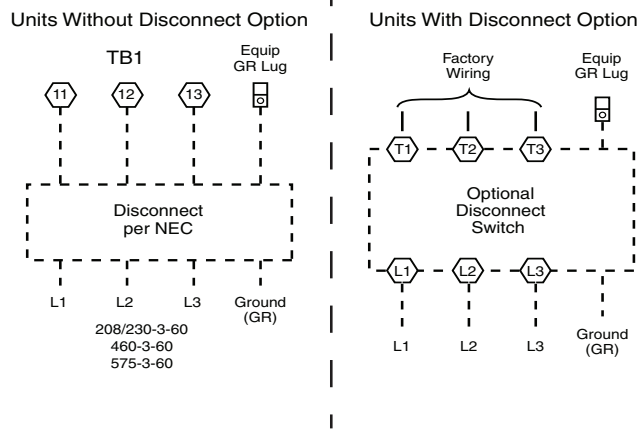 Units Without Disconnect Option
TB1
Equip
GR Lug
11
12
13
Disconnect
per NEC
L1
L2
L3
Ground
(GR)
208/230-3-60
460-3-60
575-3-60
Units With Disconnect Option
Factory
Wiring
Equip
GR Lug
T1
T2
T3
Optional
Disconnect
Switch
L1
L2
L3
L1
L2
L3
Ground
(GR)